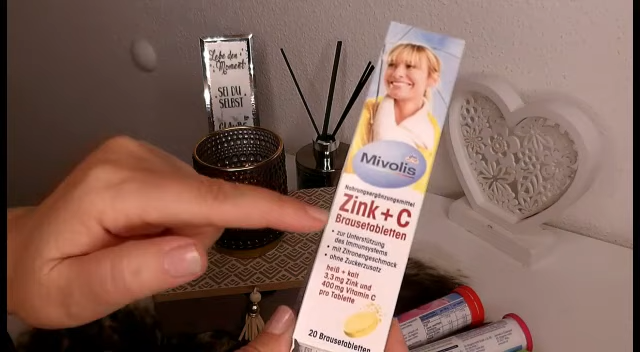 Lebe den
Moment
SEI DU
SELBST
Mivolis
Nahrungsergänzungsmittel
Zink + C
Brausetabletten
• zur Unterstützung
des Immunsystems
• mit Zitronengeschmack
• ohne Zuckerzusatz
heiß + kalt
3,3 mg Zink und
400 mg Vitamin C
pro Tablette
20 Brausetabletten